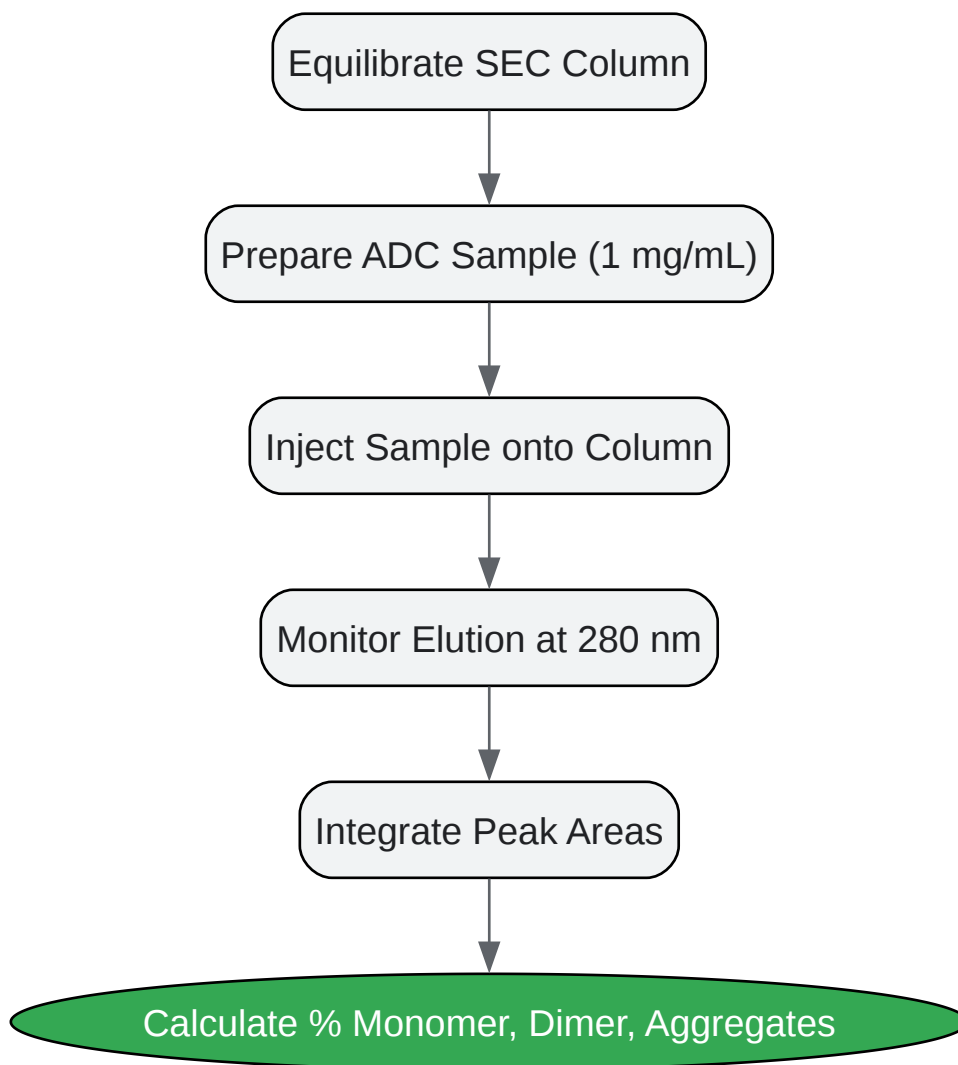 Equilibrate SEC Column
Prepare ADC Sample (1 mg/mL)
Inject Sample onto Column
Monitor Elution at 280 nm
Integrate Peak Areas
Calculate % Monomer, Dimer, Aggregates